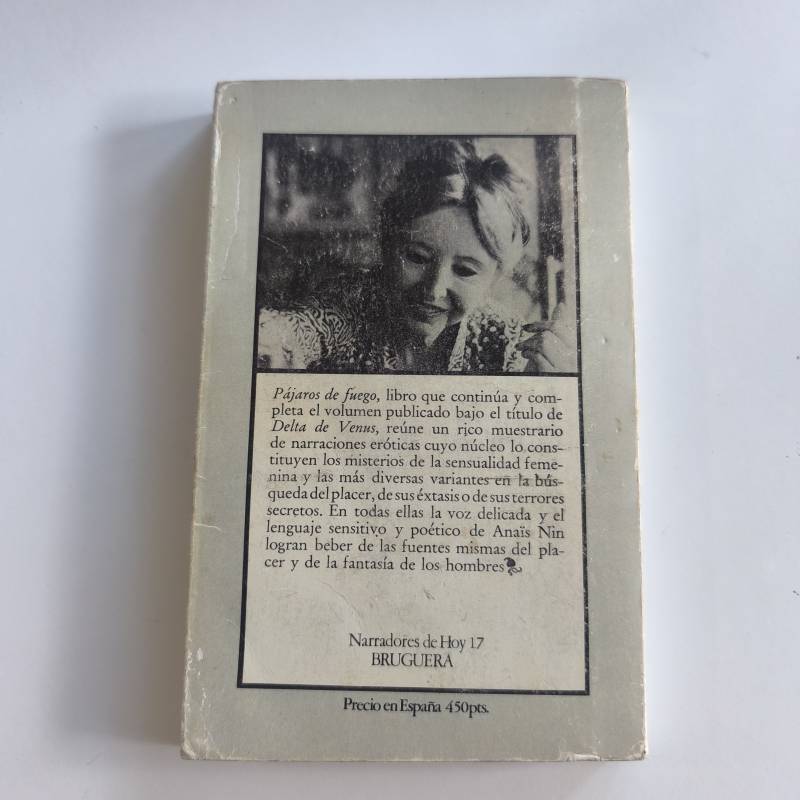 Pájaros de fuego, libro que continúa y com-
pleta el volumen publicado bajo el título de
Delta de Venus, reúne un rico muestrario
de narraciones eróticas cuyo núcleo lo cons-
tituyen los misterios de la sensualidad feme-
nina y las más diversas variantes en la bús-
queda del placer, de sus éxtasis o de sus terrores
secretos. En todas ellas la voz delicada y el
lenguaje sensitivo y poético de Anaïs Nin
logran beber de las fuentes mismas del pla-
cer y de la fantasía de los hombres
Narradores de Hoy 17
BRUGUERA
Precio en España 450pts.